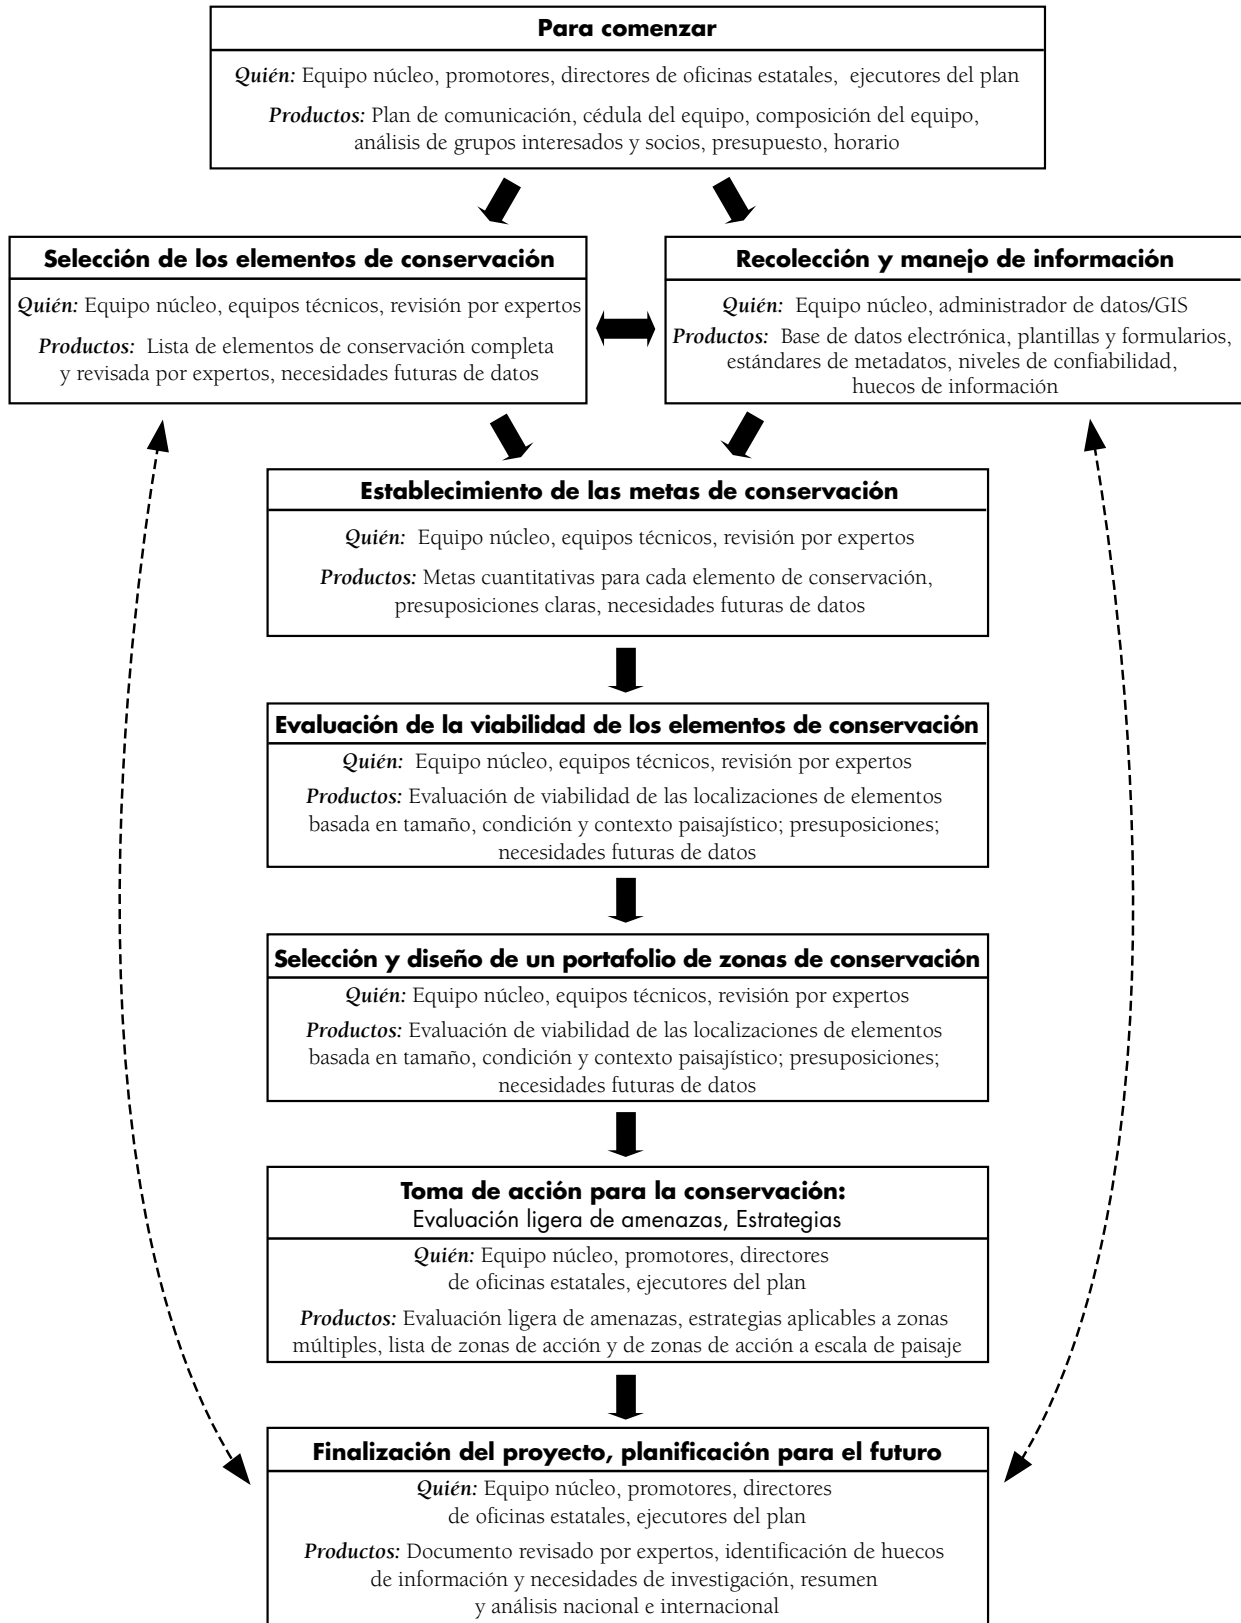 Para comenzar
Quién: Equipo núcleo, promotores, directores de oficinas estatales, ejecutores del plan
Productos: Plan de comunicación, cédula del equipo, composición del equipo,
análisis de grupos interesados y socios, presupuesto, horario
Selección de los elementos de conservación
Quién: Equipo núcleo, equipos técnicos, revisión por expertos
Productos: Lista de elementos de conservación completa
y revisada por expertos, necesidades futuras de datos
Recolección y manejo de información
Quién: Equipo núcleo, administrador de datos/GIS
Productos: Base de datos electrónica, plantillas y formularios,
estándares de metadatos, niveles de confiabilidad,
huecos de información
Establecimiento de las metas de conservación
Quién: Equipo núcleo, equipos técnicos, revisión por expertos
Productos: Metas cuantitativas para cada elemento de conservación,
presuposiciones claras, necesidades futuras de datos
Evaluación de la viabilidad de los elementos de conservación
Quién: Equipo núcleo, equipos técnicos, revisión por expertos
Productos: Evaluación de viabilidad de las localizaciones de elementos
basada en tamaño, condición y contexto paisajístico; presuposiciones;
necesidades futuras de datos
Selección y diseño de un portafolio de zonas de conservación
Quién: Equipo núcleo, equipos técnicos, revisión por expertos
Productos: Evaluación de viabilidad de las localizaciones de elementos
basada en tamaño, condición y contexto paisajístico; presuposiciones;
necesidades futuras de datos
Toma de acción para la conservación:
Evaluación ligera de amenazas, Estrategias
Quién: Equipo núcleo, promotores, directores
de oficinas estatales, ejecutores del plan
Productos: Evaluación ligera de amenazas, estrategias aplicables a zonas
múltiples, lista de zonas de acción y de zonas de acción a escala de paisaje
Finalización del proyecto, planificación para el futuro
Quién: Equipo núcleo, promotores, directores
de oficinas estatales, ejecutores del plan
Productos: Documento revisado por expertos, identificación de huecos
de información y necesidades de investigación, resumen
y análisis nacional e internacional